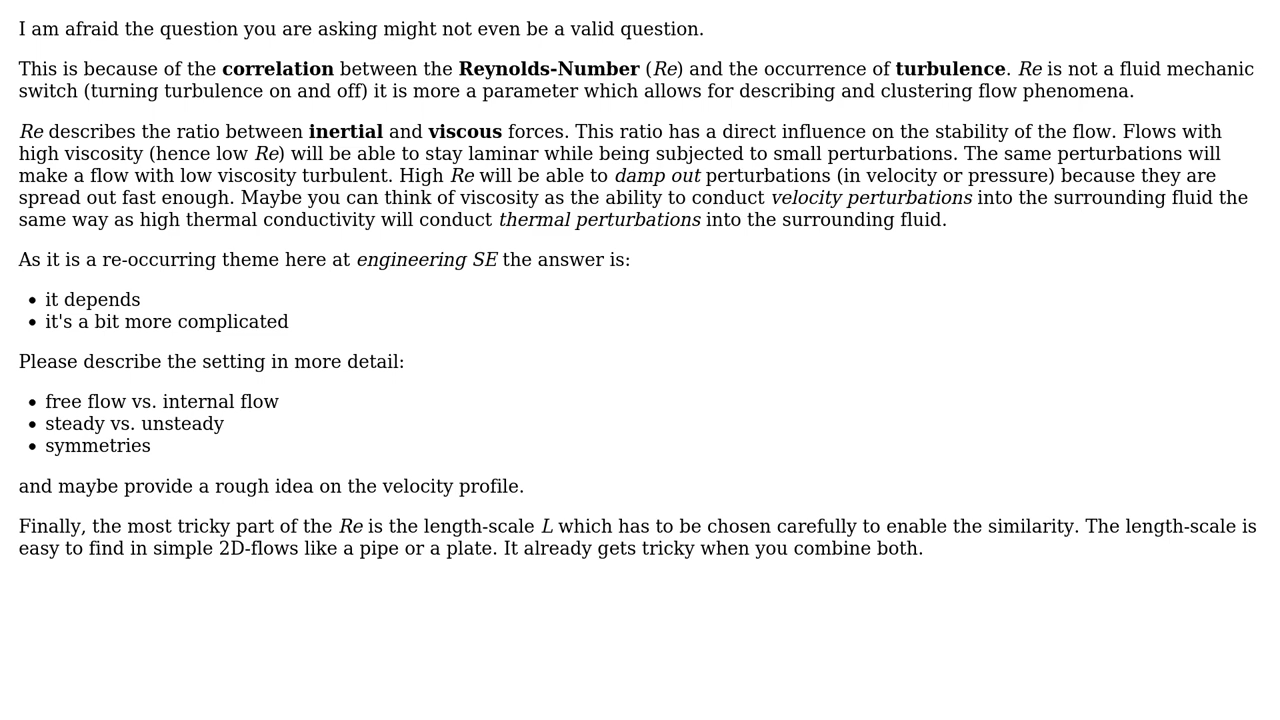 I am afraid the question you are asking might not even be a valid question.
This is because of the correlation between the Reynolds-Number (Re) and the occurrence of turbulence. Re is not a fluid mechanic
switch (turning turbulence on and off) it is more a parameter which allows for describing and clustering flow phenomena.
Re describes the ratio between inertial and viscous forces. This ratio has a direct influence on the stability of the flow. Flows with
high viscosity (hence low Re) will be able to stay laminar while being subjected to small perturbations. The same perturbations will
make a flow with low viscosity turbulent. High Re will be able to damp out perturbations (in velocity or pressure) because they are
spread out fast enough. Maybe you can think of viscosity as the ability to conduct velocity perturbations into the surrounding fluid the
same way as high thermal conductivity will conduct thermal perturbations into the surrounding fluid.
As it is a re-occurring theme here at engineering SE the answer is:
• it depends
• it's a bit more complicated
Please describe the setting in more detail:
• free flow vs. internal flow
• steady vs. unsteady
• symmetries
and maybe provide a rough idea on the velocity profile.
Finally, the most tricky part of the Re is the length-scale L which has to be chosen carefully to enable the similarity. The length-scale is
easy to find in simple 2D-flows like a pipe or a plate. It already gets tricky when you combine both.